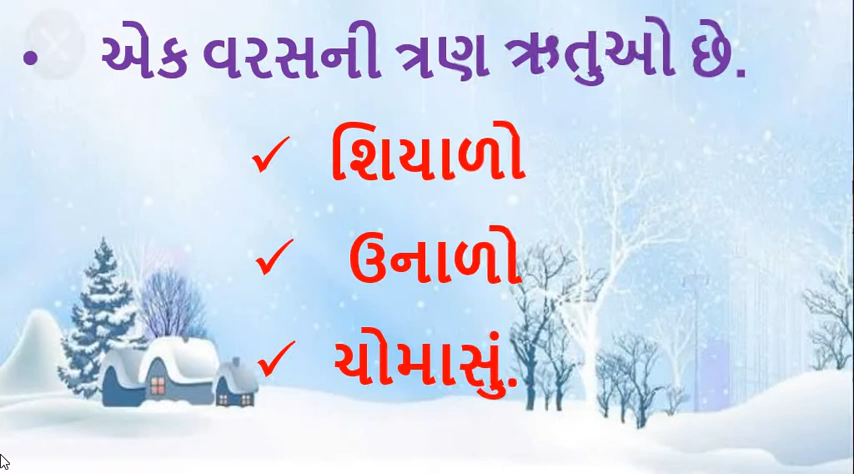 • એક વરસની ત્રણ ઋતુઓ છે.
✓ શિયાળો
✓ ઉનાળો
✓ ચોમાસું.